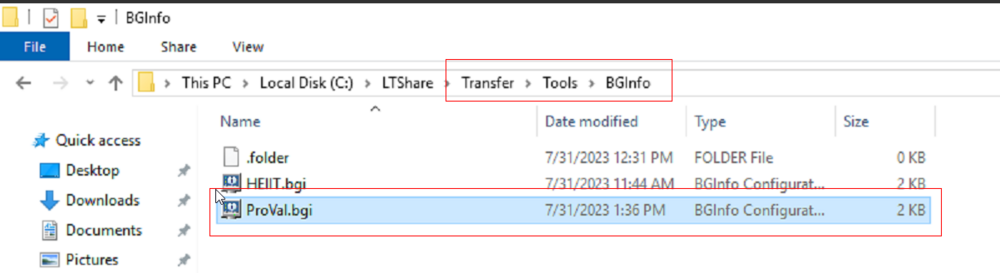 BGInfo
File Home Share View
This PC Local Disk (C:) LTShare Transfer Tools BGInfo
Name Date modified Type Size
Quick access
.folder 7/31/2023 12:31 PM FOLDER File 0 KB
Desktop
HEIIT.bgi 7/31/2023 11:44 AM BGInfo Configurat... 2 KB
Downloads
ProVal.bgi 7/31/2023 1:36 PM BGInfo Configurat... 2 KB
Documents
Pictures